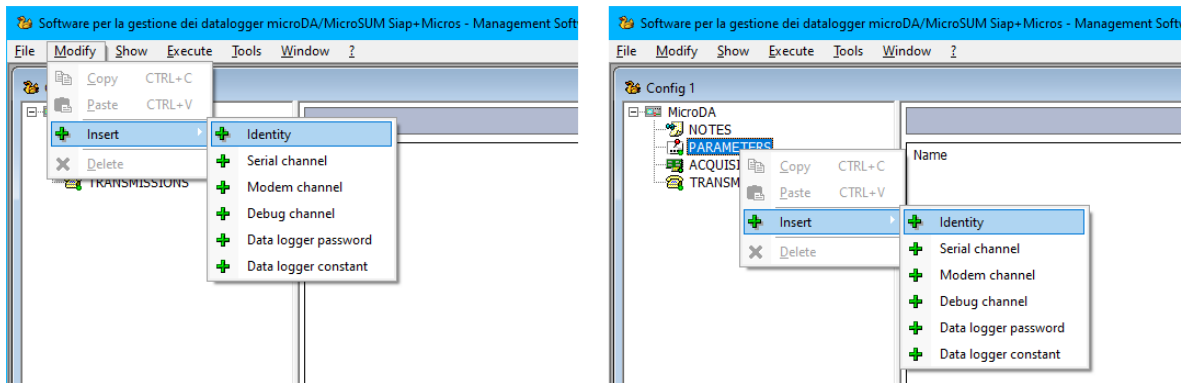 Software per la gestione dei datalogger microDA/MicroSUM Siap+Micros - Management Soft
File Modify Show Execute Tools Window ?
Copy CTRL+C
Paste CTRL+V
Insert
Delete
TRANSMISSIONS
Identity
Serial channel
Modem channel
Debug channel
Data logger password
Data logger constant
Software per la gestione dei datalogger microDA/MicroSUM Siap+Micros - Management Softw
File Modify Show Execute Tools Window ?
Config 1
MicroDA
NOTES
PARAMETERS
ACQUISI
TRANSM
Name
Copy CTRL+C
Paste CTRL+V
Insert
Delete
Identity
Serial channel
Modem channel
Debug channel
Data logger password
Data logger constant